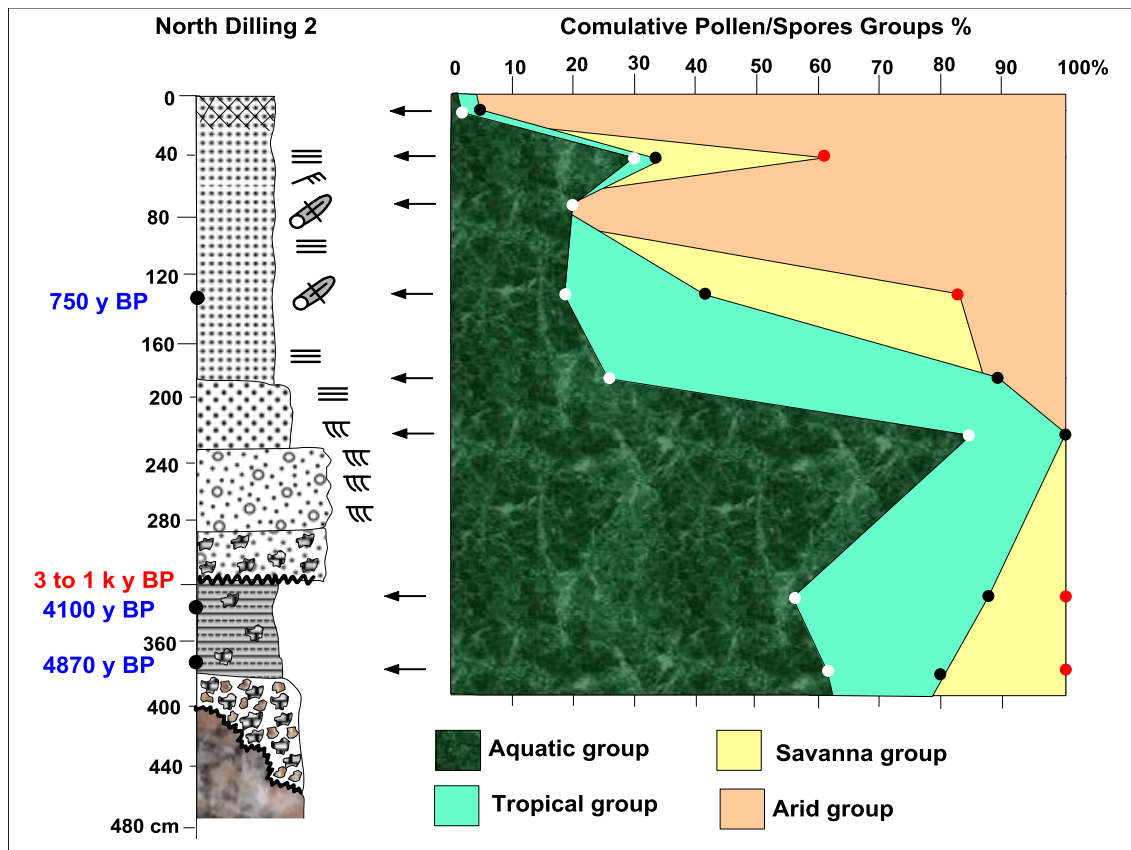 North Dilling 2
Comulative Pollen/Spores Groups %
0 10 20 30 40 50 60 70 80 90 100%
0
40
80
120
750 y BP
160
200
240
280
3 to 1 k y BP
4100 y BP
360
4870 y BP
400
440
480 cm
Aquatic group
Savanna group
Tropical group
Arid group